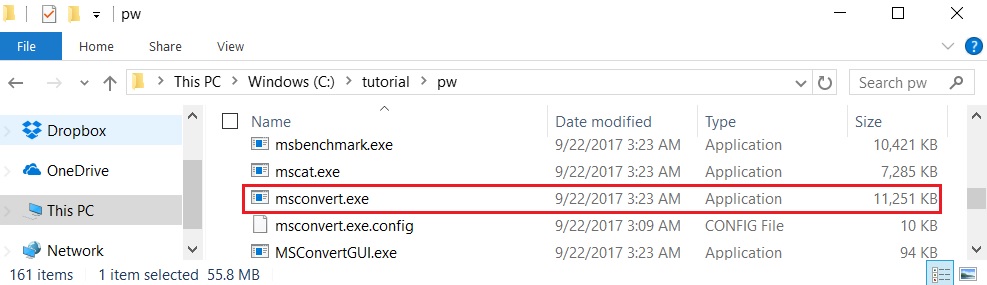 pw
File Home Share View
This PC Windows (C:) tutorial pw Search pw
Name Date modified Type Size
Dropbox
OneDrive
This PC
Network
msbenchmark.exe 9/22/2017 3:23 AM Application 10,421 KB
mscat.exe 9/22/2017 3:23 AM Application 7,285 KB
msconvert.exe 9/22/2017 3:23 AM Application 11,251 KB
msconvert.exe.config 9/22/2017 3:09 AM CONFIG File 10 KB
MSConvertGUI.exe 9/22/2017 3:23 AM Application 94 KB
161 items 1 item selected 55.8 MB